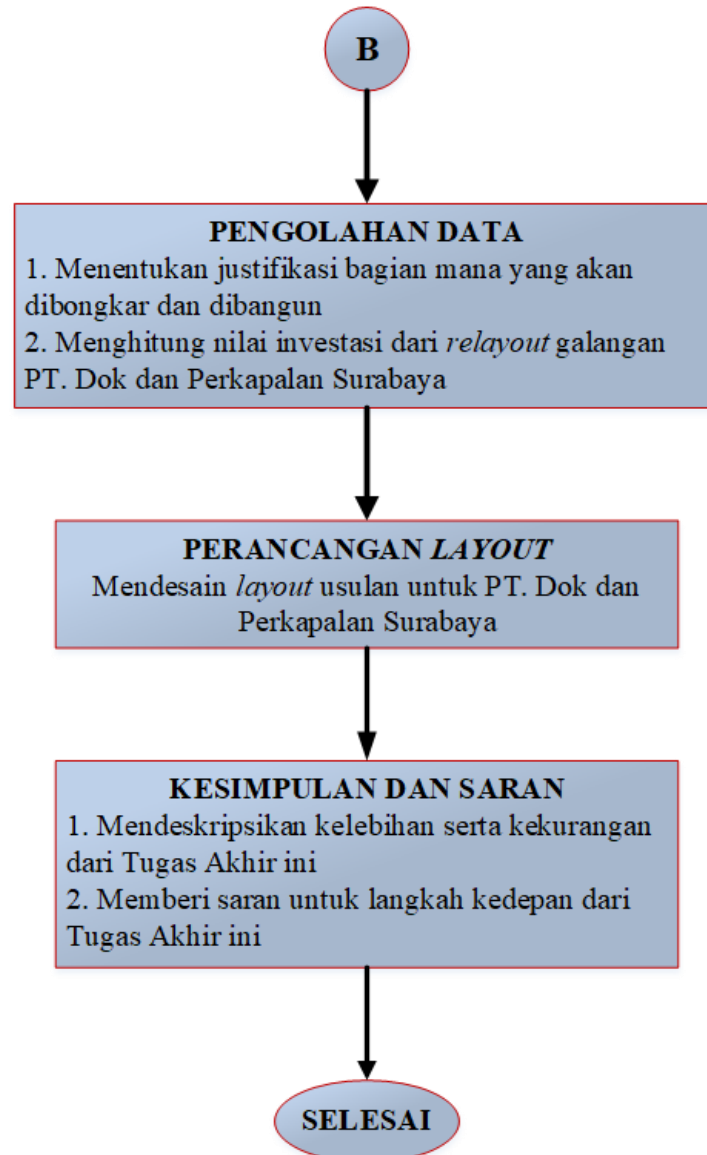 B
PENGOLAHAN DATA
1. Menentukan justifikasi bagian mana yang akan
dibongkar dan dibangun
2. Menghitung nilai investasi dari relayout galangan
PT. Dok dan Perkapalan Surabaya
PERANCANGAN LAYOUT
Mendesain layout usulan untuk PT. Dok dan
Perkapalan Surabaya
KESIMPULAN DAN SARAN
1. Mendeskripsikan kelebihan serta kekurangan
dari Tugas Akhir ini
2. Memberi saran untuk langkah kedepan dari
Tugas Akhir ini
SELESAI